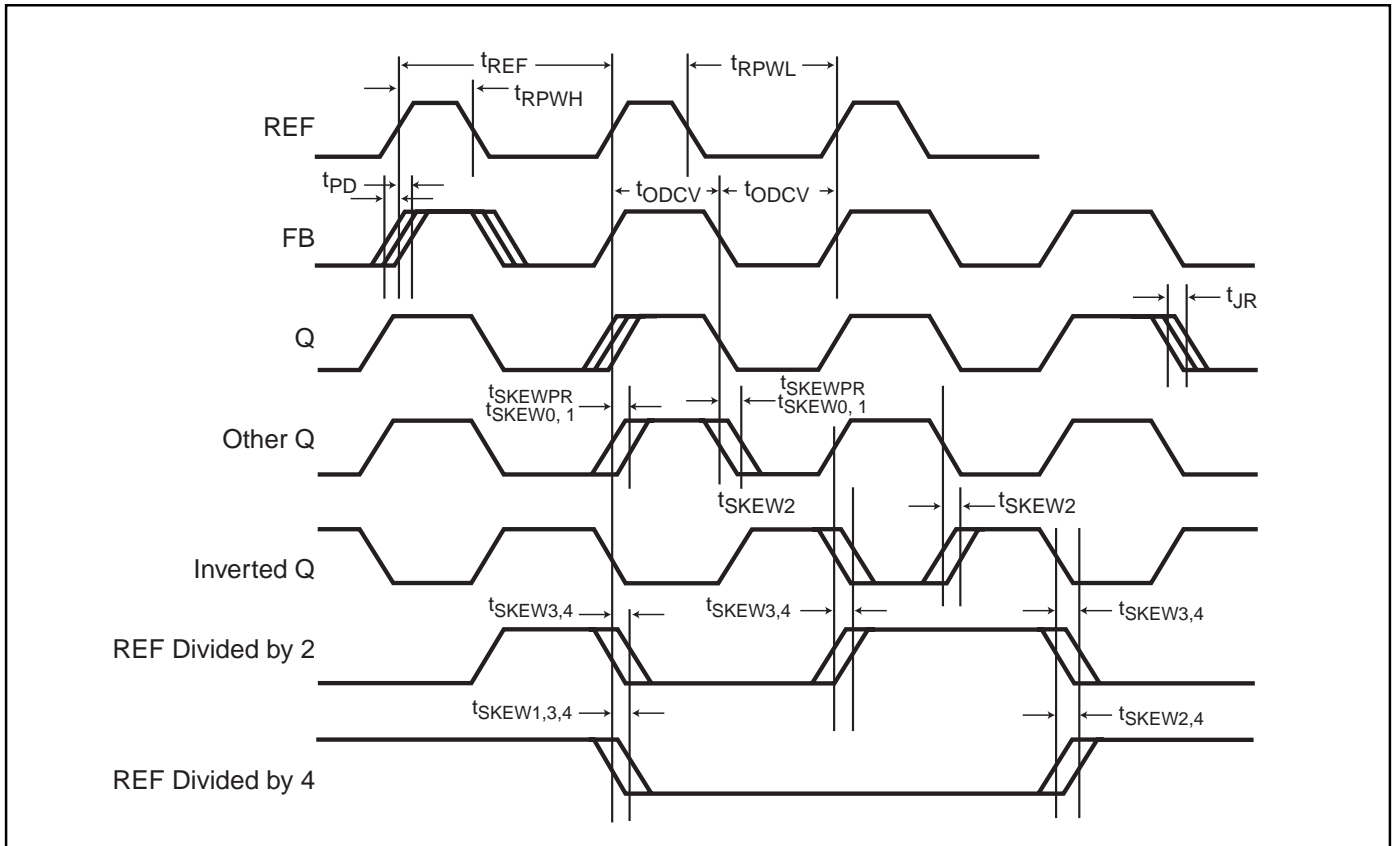 tREF
tRPWL
tRPWH
REF
tPD
tODCV
tODCV
FB
tJR
Q
tSKEWPR
tSKEW0, 1
tSKEWPR
tSKEW0, 1
Other Q
tSKEW2
tSKEW2
Inverted Q
tSKEW3,4
tSKEW3,4
tSKEW3,4
REF Divided by 2
tSKEW1,3,4
tSKEW2,4
REF Divided by 4